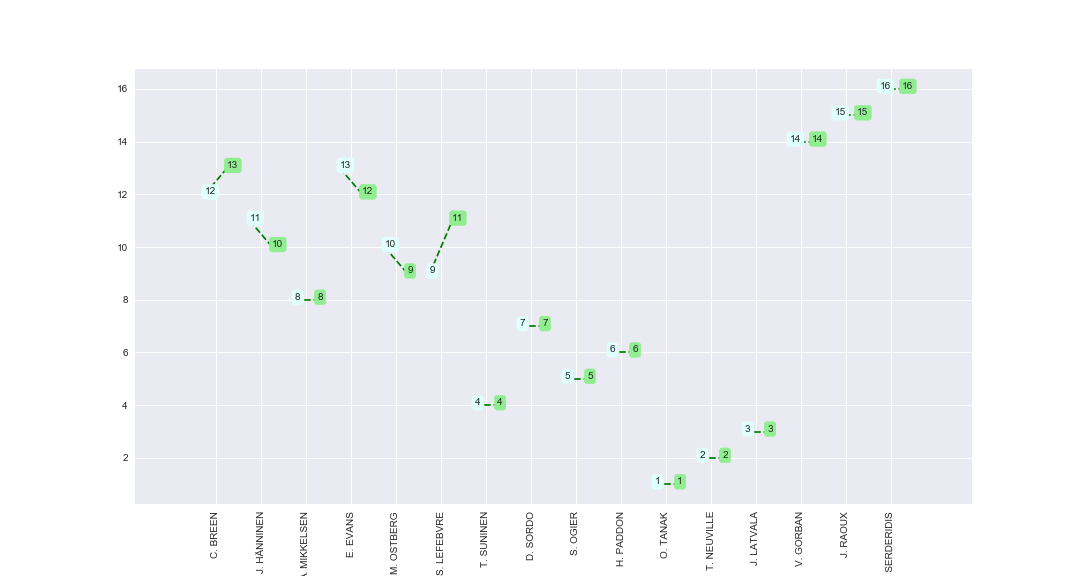 16
14
12
10
8
6
4
2
12 13
11 10
8 8
13 12
10 9
9 11
4 4
7 7
5 5
6 6
1 1
2 2
3 3
14 14
15 15
16 16
C. BREEN
J. HÄNNINEN
MIKKELSEN
E. EVANS
M. OSTBERG
S. LEFEBVRE
T. SUNINEN
D. SORDO
S. OGIER
H. PADDON
O. TANAK
T. NEUVILLE
J. LATVALA
V. GORBAN
J. RAOUX
SERDERIDIS